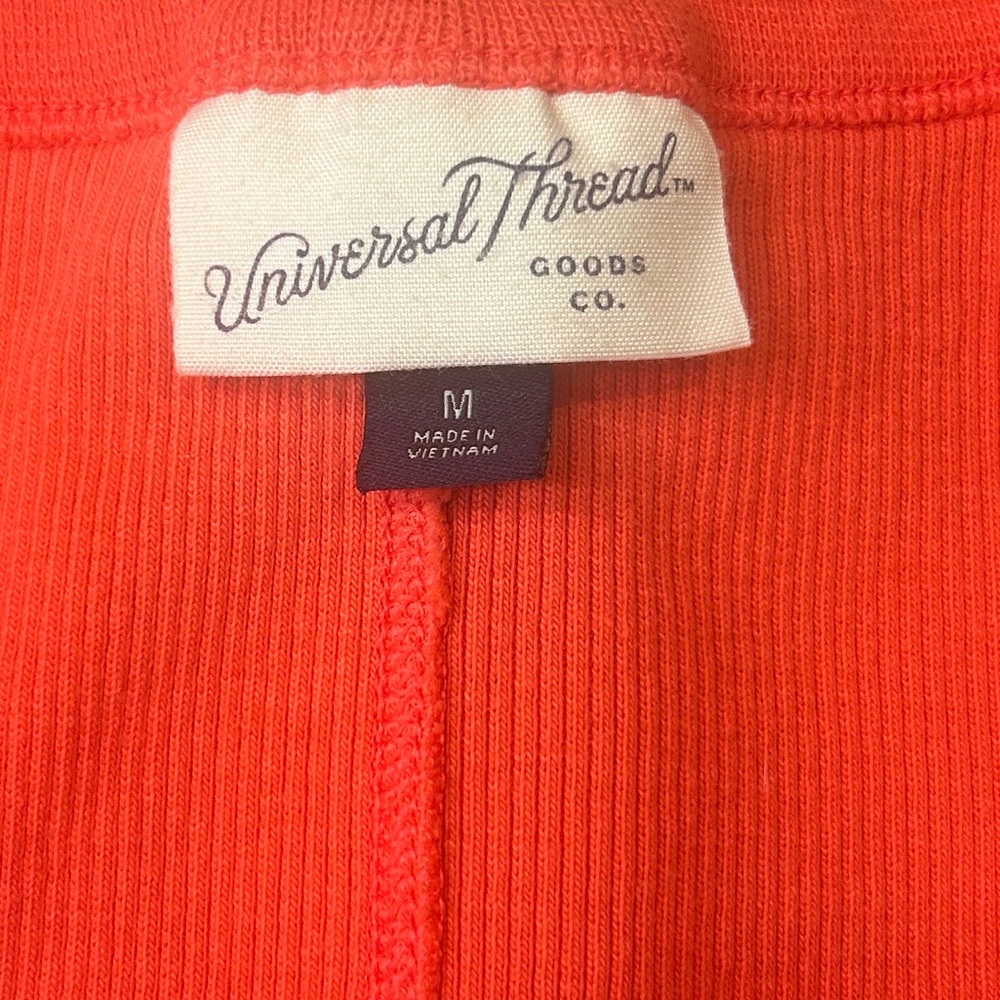 Universal Thread™
GOODS
CO.
M
MADE IN
VIETNAM